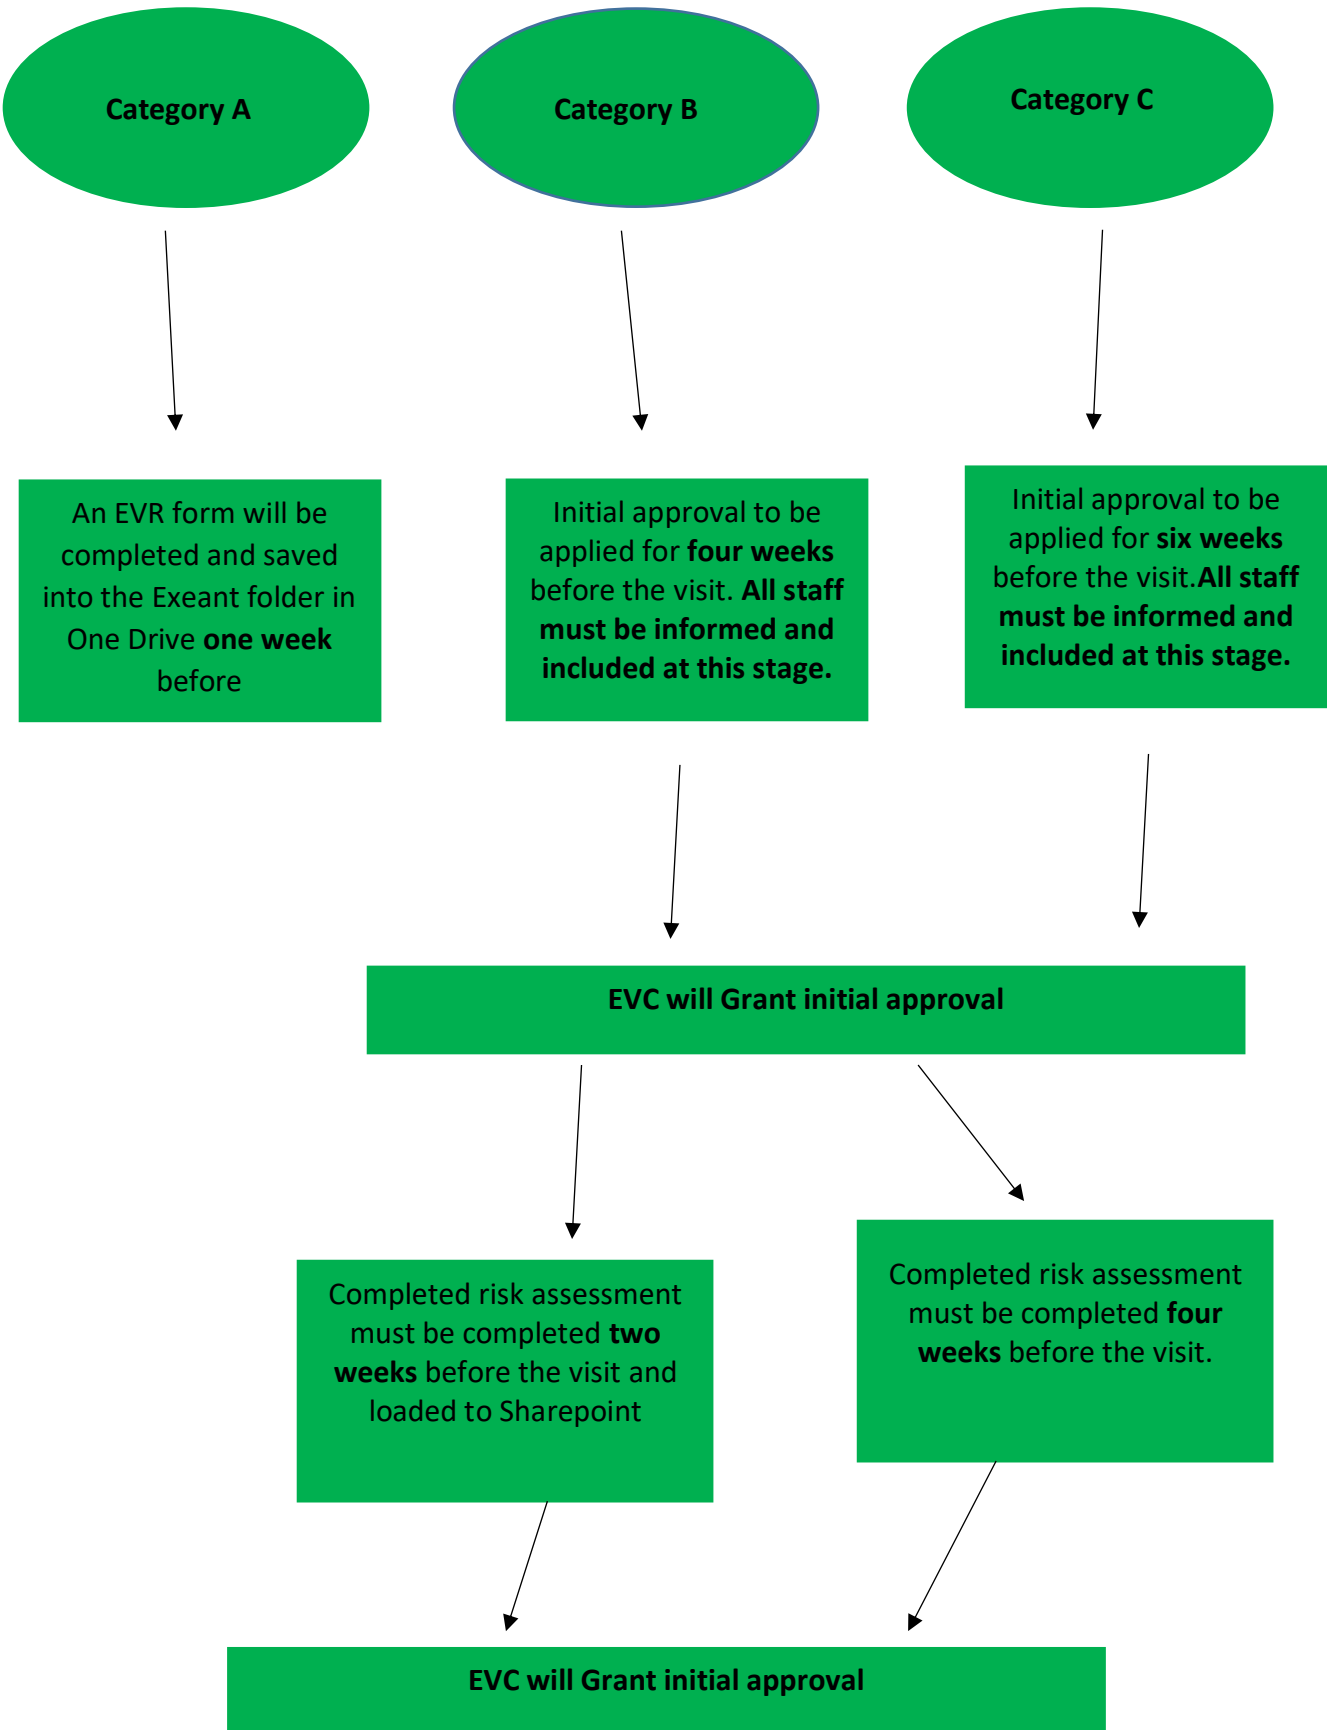 Category A
Category B
Category C
An EVR form will be
completed and saved
into the Exeant folder in
One Drive one week
before
Initial approval to be
applied for four weeks
before the visit. All staff
must be informed and
included at this stage.
Initial approval to be
applied for six weeks
before the visit.All staff
must be informed and
included at this stage.
EVC will Grant initial approval
Completed risk assessment
must be completed two
weeks before the visit and
loaded to Sharepoint
Completed risk assessment
must be completed four
weeks before the visit.
EVC will Grant initial approval